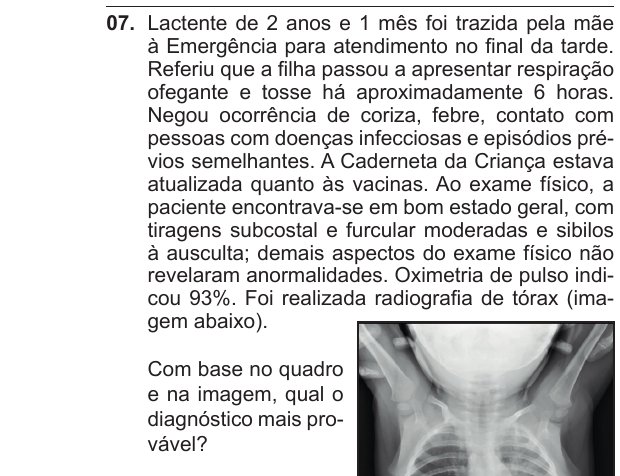 07. Lactente de 2 anos e 1 mês foi trazida pela mãe
à Emergência para atendimento no final da tarde.
Referiu que a filha passou a apresentar respiração
ofegante e tosse há aproximadamente 6 horas.
Negou ocorrência de coriza, febre, contato com
pessoas com doenças infecciosas e episódios pré-
vios semelhantes. A Caderneta da Criança estava
atualizada quanto às vacinas. Ao exame físico, a
paciente encontrava-se em bom estado geral, com
tiragens subcostal e furcular moderadas e sibilos
à ausculta; demais aspectos do exame físico não
revelaram anormalidades. Oximetria de pulso indi-
cou 93%. Foi realizada radiografia de tórax (ima-
gem abaixo).
Com base no quadro
e na imagem, qual o
diagnóstico mais pro-
vável?